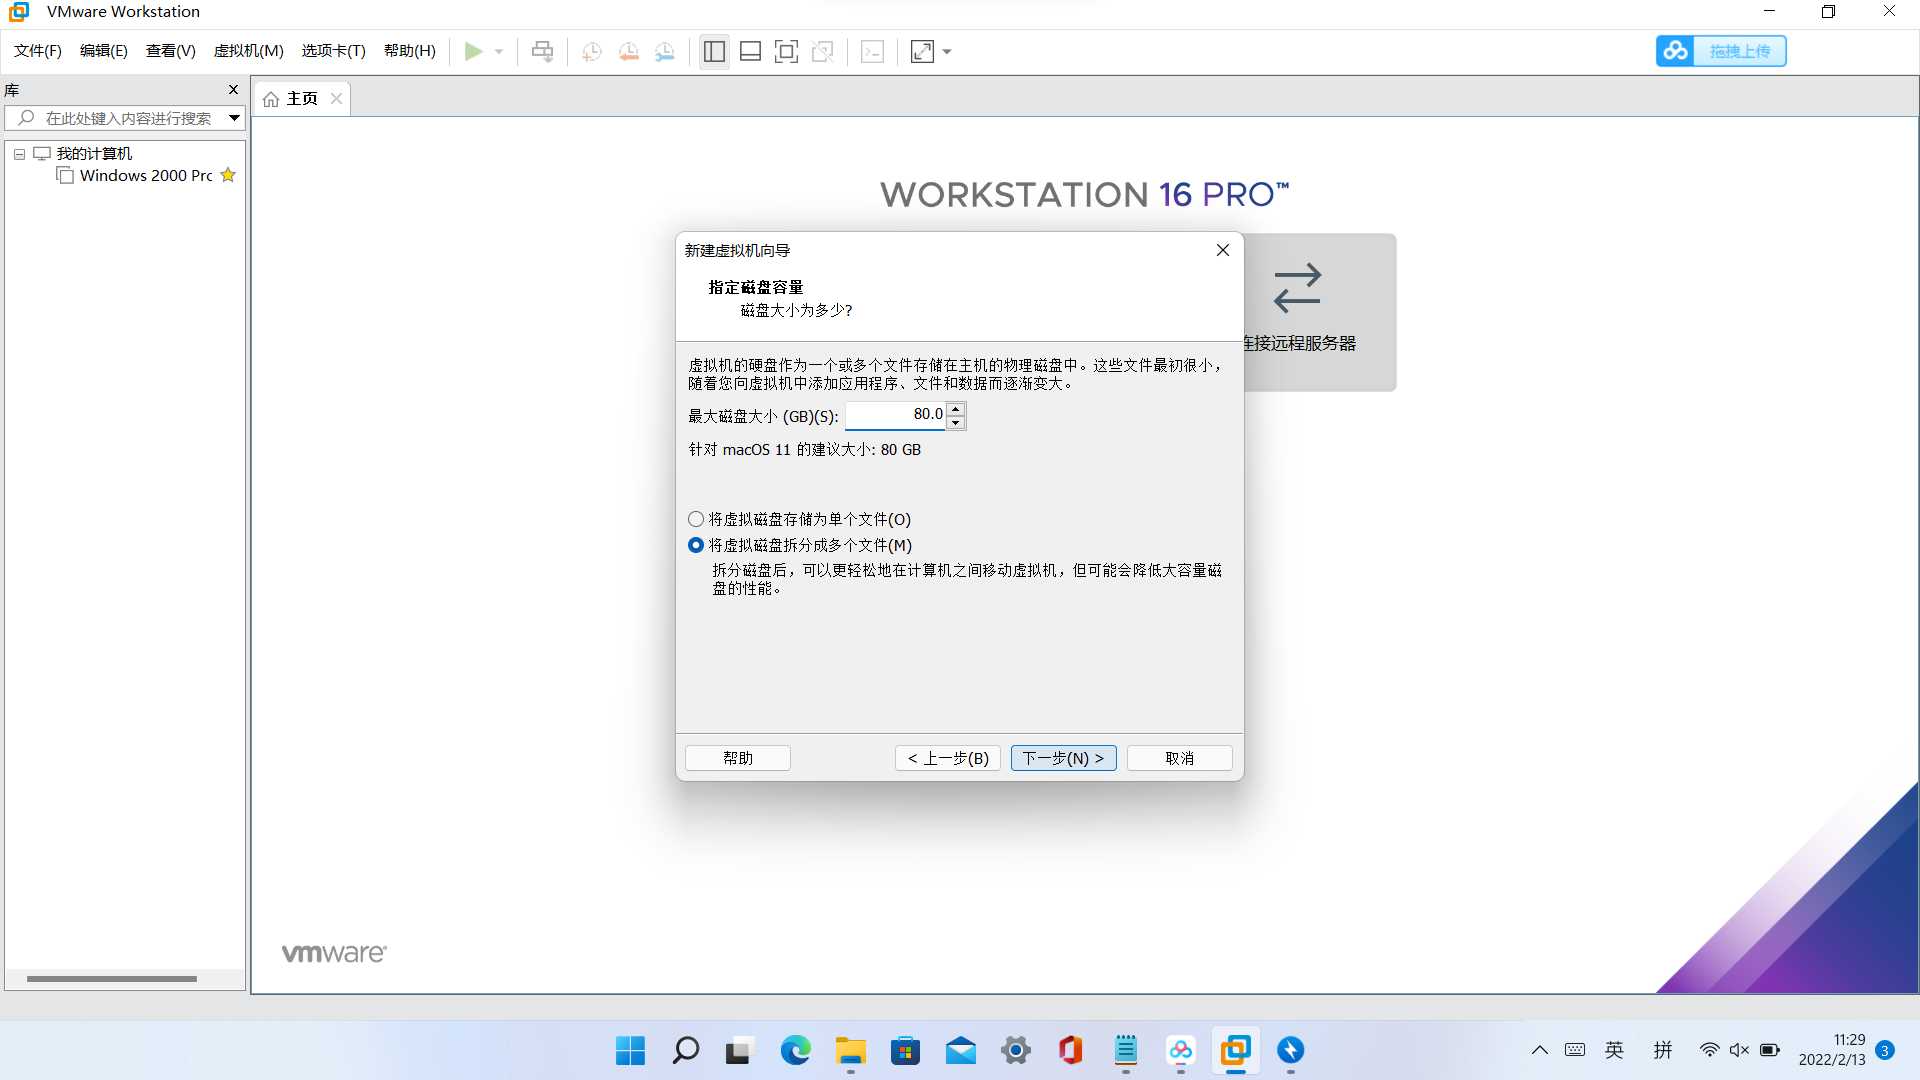 VMware Workstation
文件(F) 编辑(E) 查看(V) 虚拟机(M) 选项卡(T) 帮助(H)
拖拽上传
库
主页
在此处键入内容进行搜索
我的计算机
Windows 2000 Prc
WORKSTATION 16 PRO™
新建虚拟机向导
指定磁盘容量
磁盘大小为多少?
连接远程服务器
虚拟机的硬盘作为一个或多个文件存储在主机的物理磁盘中。这些文件最初很小，
随着您向虚拟机中添加应用程序、文件和数据而逐渐变大。
最大磁盘大小 (GB)(S): 80.0
针对 macOS 11 的建议大小: 80 GB
将虚拟磁盘存储为单个文件(O)
将虚拟磁盘拆分成多个文件(M)
拆分磁盘后，可以更轻松地在计算机之间移动虚拟机，但可能会降低大容量磁
盘的性能。
帮助 < 上一步(B) 下一步(N) > 取消
vmware
英 拼
11:29
2022/2/13
3